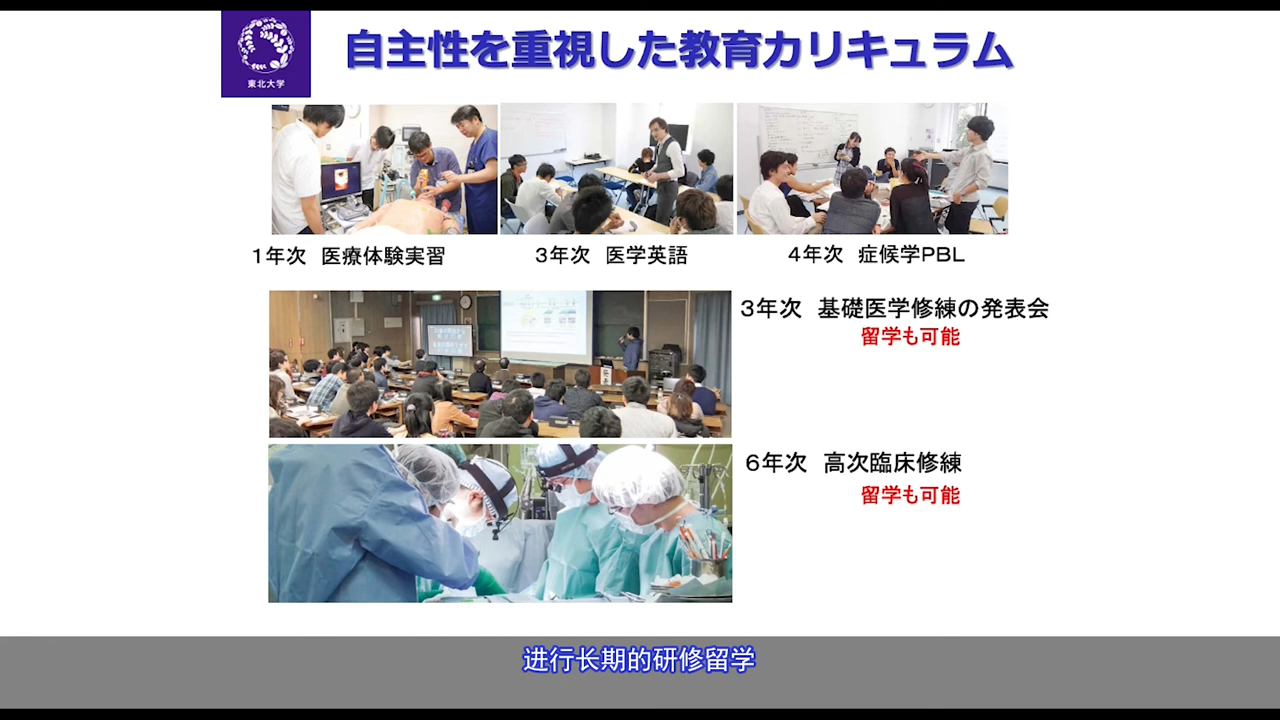 東北大学
自主性を重視した教育カリキュラム
１年次　医療体験実習
３年次　医学英語
４年次　症候学PBL
３年次　基礎医学修練の発表会
留学も可能
６年次　高次臨床修練
留学も可能
进行长期的研修留学